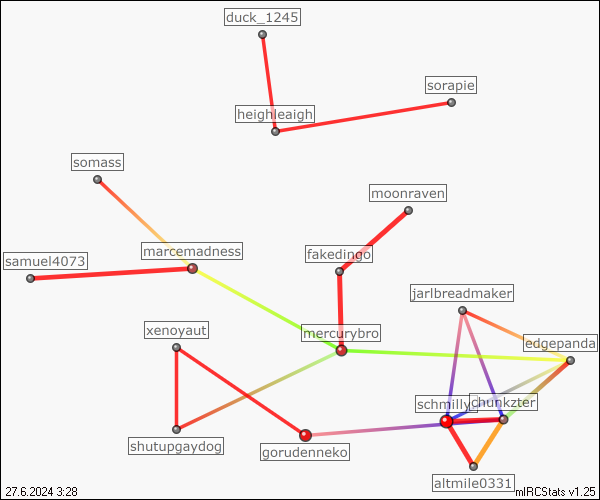 duck_1245
sorapie
heighleaigh
somass
moonraven
marcemadness
fakedingo
samuel4073
jarlbreadmaker
xenoyaut
mercurybro
edgepanda
schmilly
chunkzter
shutupgaydog
gorudenneko
altmile0331
27.6.2024 3:28
mIRCStats v1.25